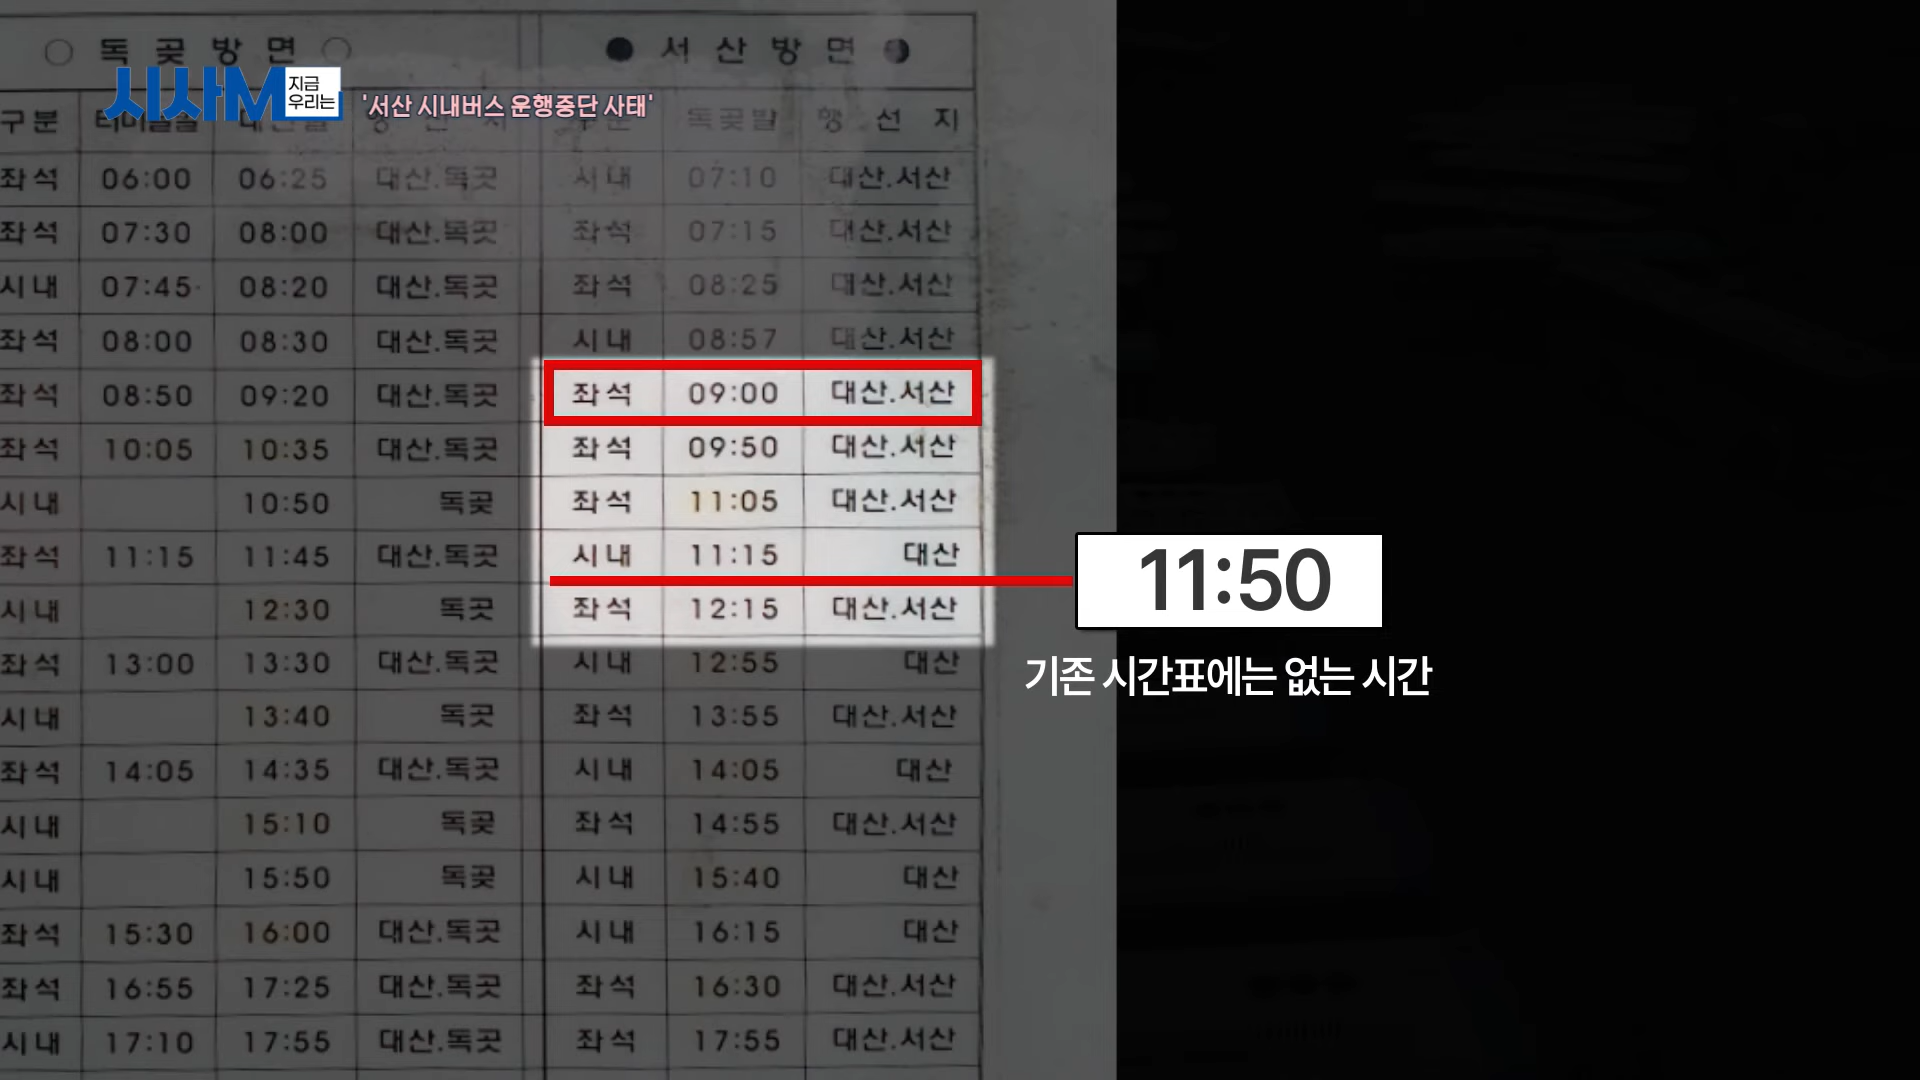 ○ 독 곶 방 면 ○ ● 서 산 방 면 ●
시사M 지금 우리는
'서산 시내버스 운행중단 사태'
구분 독곶발 행 선 지
좌석 06:00 06:25 대산.독곳 시내 07:10 대산.서산
좌석 07:30 08:00 대산.독곳 좌석 07:15 대산.서산
시내 07:45 08:20 대산.독곳 좌석 08:25 대산.서산
좌석 08:00 08:30 대산.독곳 시내 08:57 대산.서산
좌석 08:50 09:20 대산.독곳 좌석 09:00 대산.서산
좌석 10:05 10:35 대산.독곳 좌석 09:50 대산.서산
시내 10:50 독곶 좌석 11:05 대산.서산
좌석 11:15 11:45 대산.독곳 시내 11:15 대산
11:50
시내 12:30 독곳 좌석 12:15 대산.서산
기존 시간표에는 없는 시간
좌석 13:00 13:30 대산.독곳 시내 12:55 대산
시내 13:40 독곳 좌석 13:55 대산.서산
좌석 14:05 14:35 대산.독곳 시내 14:05 대산
시내 15:10 독곶 좌석 14:55 대산.서산
시내 15:50 독곶 시내 15:40 대산
좌석 15:30 16:00 대산.독곳 시내 16:15 대산
좌석 16:55 17:25 대산.독곳 좌석 16:30 대산.서산
시내 17:10 17:55 대산.독곳 좌석 17:55 대산.서산